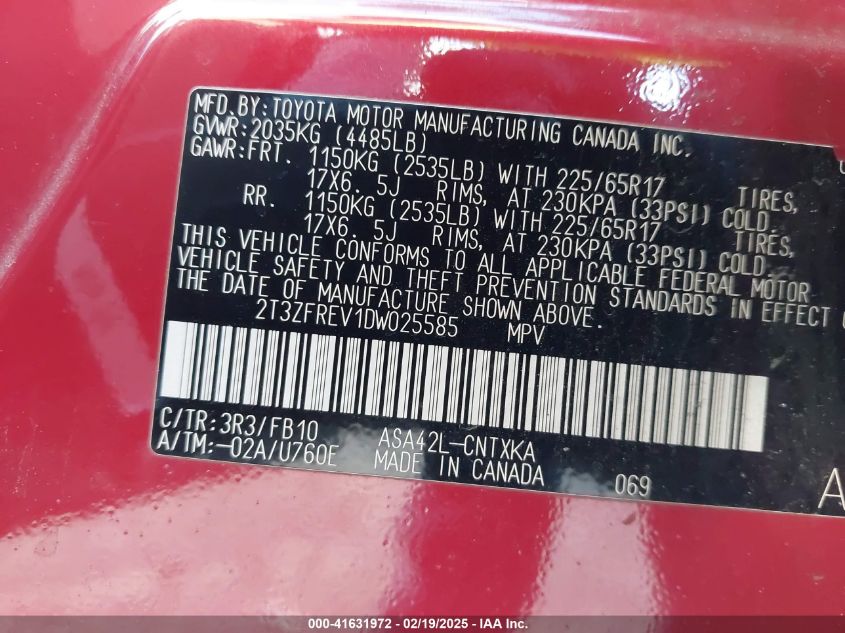 MFD.BY: TOYOTA MOTOR MANUFACTURING CANADA INC.
GVWR: 2035KG (4485LB)
GAWR: FRT. 1150KG (2535LB) WITH 225/65R17 TIRES,
17X6. 5J RIMS, AT 230KPA (33PSI) COLD.
RR. 1150KG (2535LB) WITH 225/65R17 TIRES,
17X6. 5J RIMS, AT 230KPA (33PSI) COLD.
THIS VEHICLE CONFORMS TO ALL APPLICABLE FEDERAL MOTOR
VEHICLE SAFETY AND THEFT PREVENTION STANDARDS IN EFFECT
THE DATE OF MANUFACTURE SHOWN ABOVE.
2T3ZFREV1DW025585 MPV
C/TR: 3R3/FB10 ASA42L-CNTXKA
A/TM: -02A/U760E MADE IN CANADA 069
000-41631972 - 02/19/2025 - IAAI Inc.